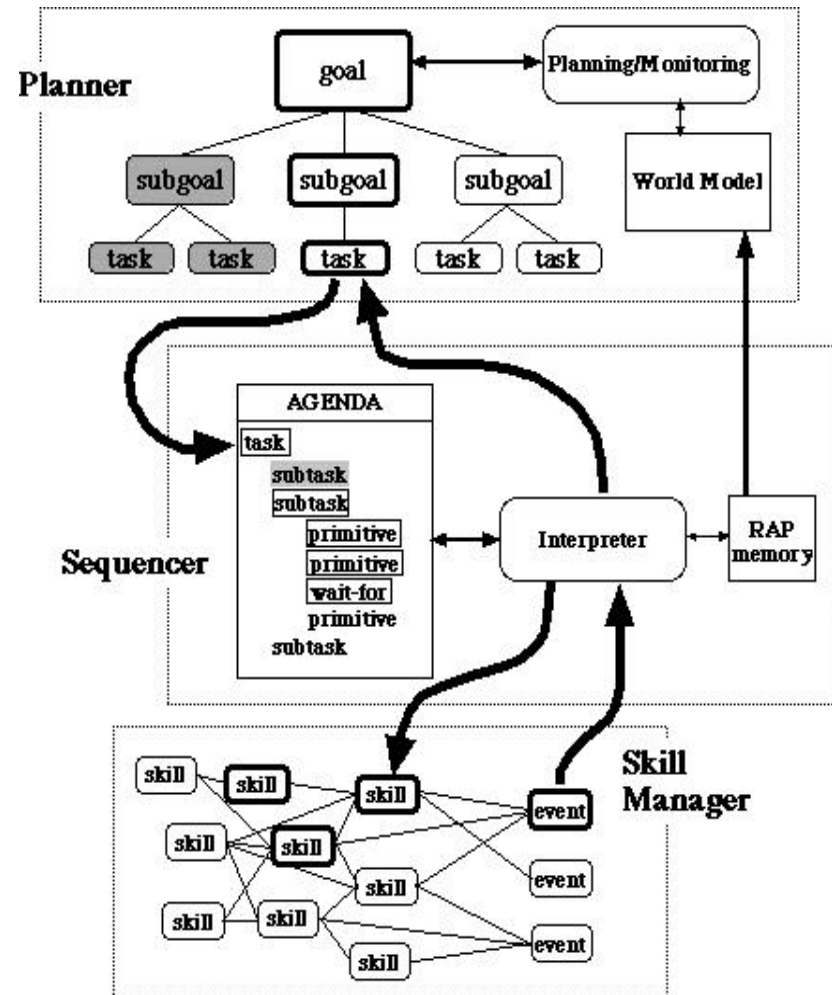 Planner
goal
Planning/Monitoring
subgoal
subgoal
subgoal
World Model
task
task
task
task
task
AGENDA
task
subtask
subtask
primitive
primitive
wait-for
primitive
subtask
Sequencer
Interpreter
RAP
memory
Skill
Manager
skill
skill
skill
event
skill
skill
skill
event
skill
skill
skill
event